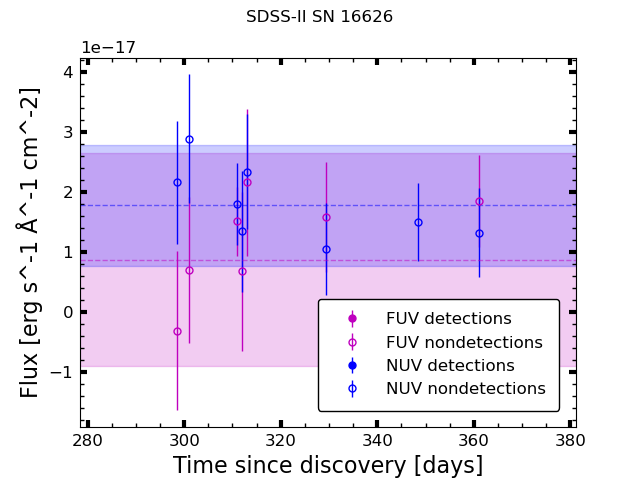 SDSS-II SN 16626
1e−17
4
3
2
1
0
−1
Flux [erg s^-1 Å^-1 cm^-2]
280 300 320 340 360 380
Time since discovery [days]
FUV detections
FUV nondetections
NUV detections
NUV nondetections